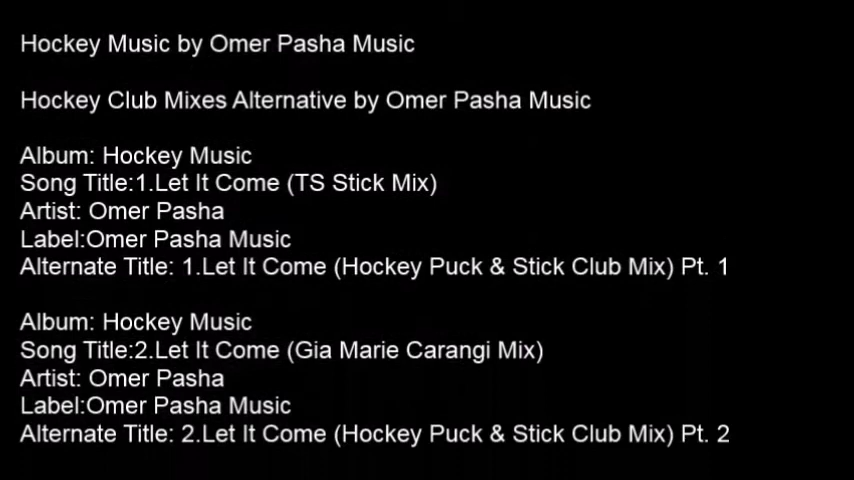 Hockey Music by Omer Pasha Music
Hockey Club Mixes Alternative by Omer Pasha Music
Album: Hockey Music
Song Title:1.Let It Come (TS Stick Mix)
Artist: Omer Pasha
Label:Omer Pasha Music
Alternate Title: 1.Let It Come (Hockey Puck & Stick Club Mix) Pt. 1
Album: Hockey Music
Song Title:2.Let It Come (Gia Marie Carangi Mix)
Artist: Omer Pasha
Label:Omer Pasha Music
Alternate Title: 2.Let It Come (Hockey Puck & Stick Club Mix) Pt. 2